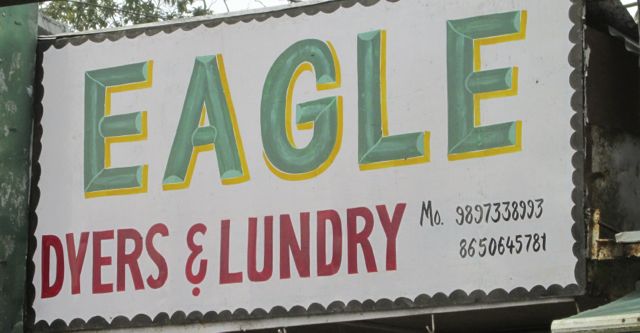 EAGLE
DYERS & LUNDRY
Mo. 9897338993
8650645781